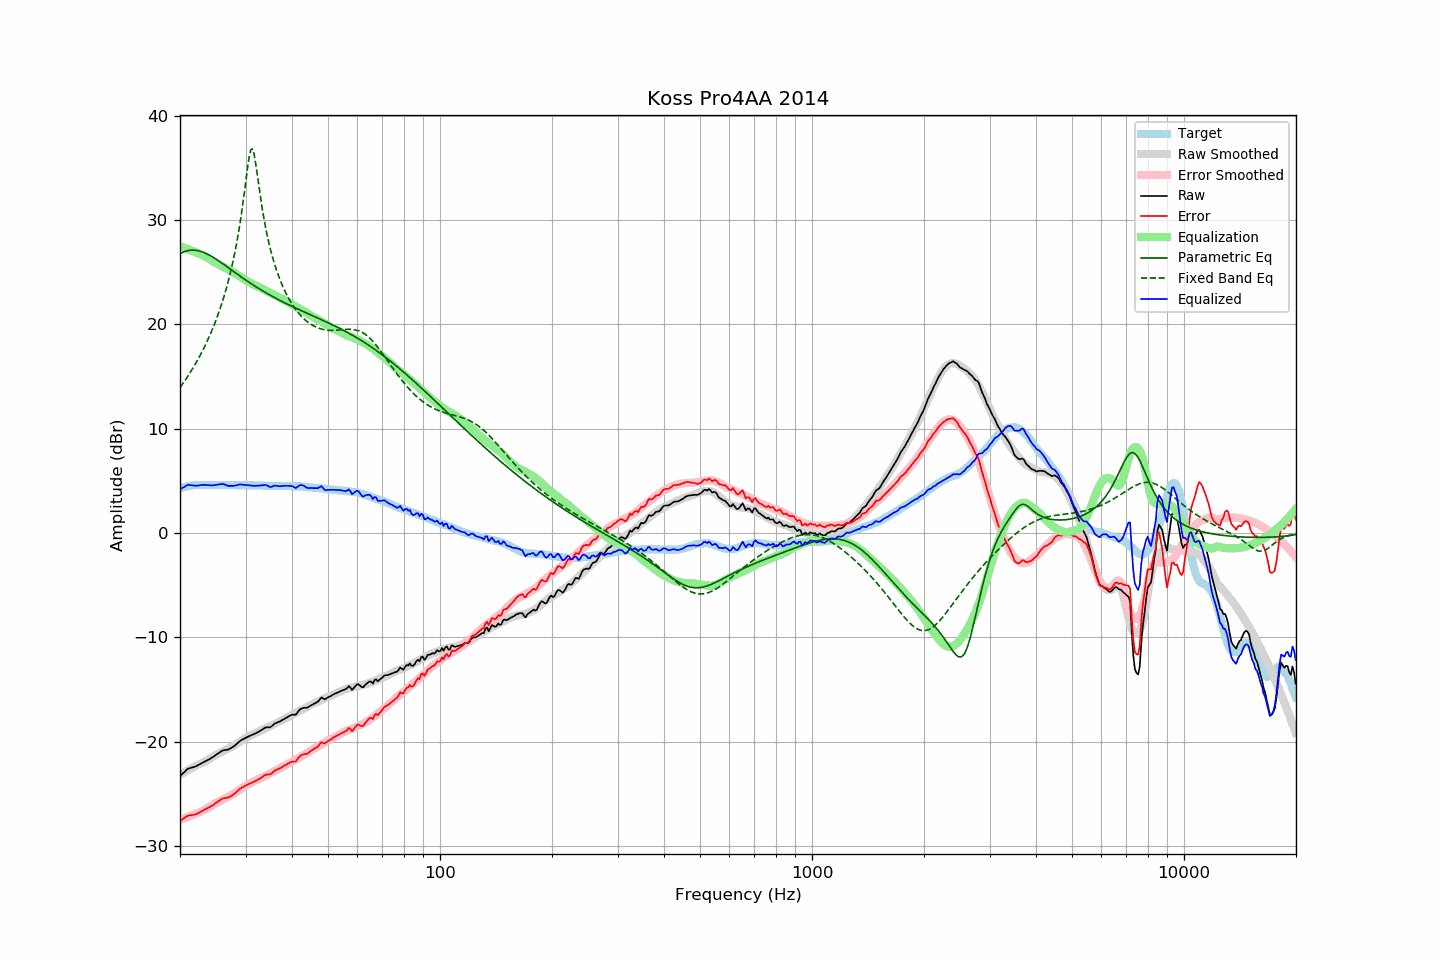 Koss Pro4AA 2014
40
30
20
10
0
−10
−20
−30
Amplitude (dBr)
100
1000
10000
Frequency (Hz)
Target
Raw Smoothed
Error Smoothed
Raw
Error
Equalization
Parametric Eq
Fixed Band Eq
Equalized